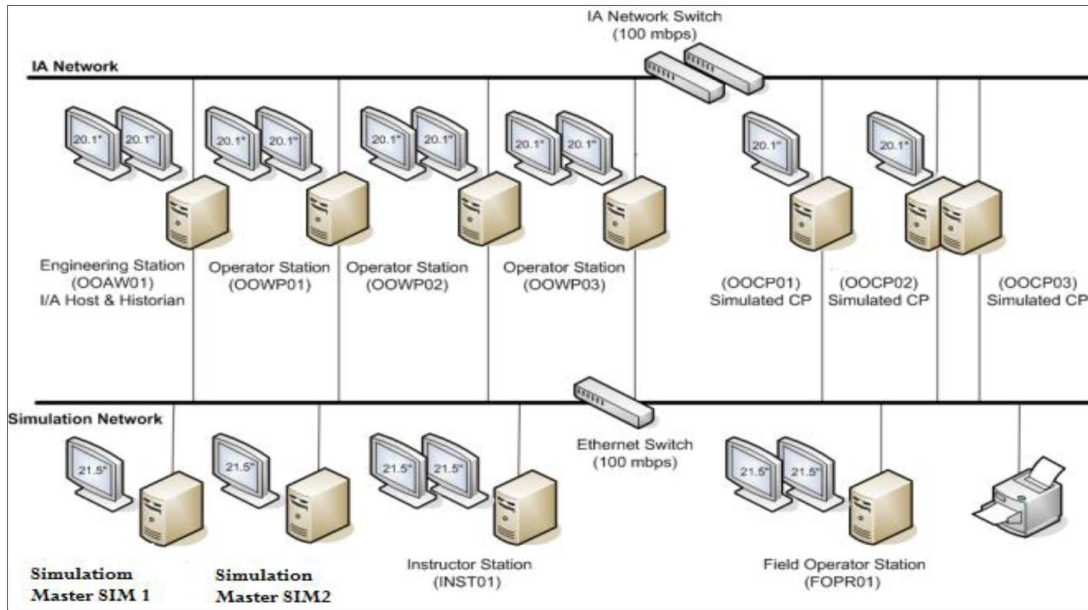 IA Network Switch
(100 mbps)
IA Network
20.1" 20.1" 20.1" 20.1" 20.1" 20.1" 20.1" 20.1" 20.1" 20.1"
Engineering Station
(OOAW01)
I/A Host & Historian
Operator Station
(OOWP01)
Operator Station
(OOWP02)
Operator Station
(OOWP03)
(OOCP01)
Simulated CP
(OOCP02)
Simulated CP
(OOCP03)
Simulated CP
Simulation Network
Ethernet Switch
(100 mbps)
21.5" 21.5" 21.5" 21.5" 21.5" 21.5"
Simulatiom
Master SIM 1
Simulation
Master SIM2
Instructor Station
(INST01)
Field Operator Station
(FOPR01)